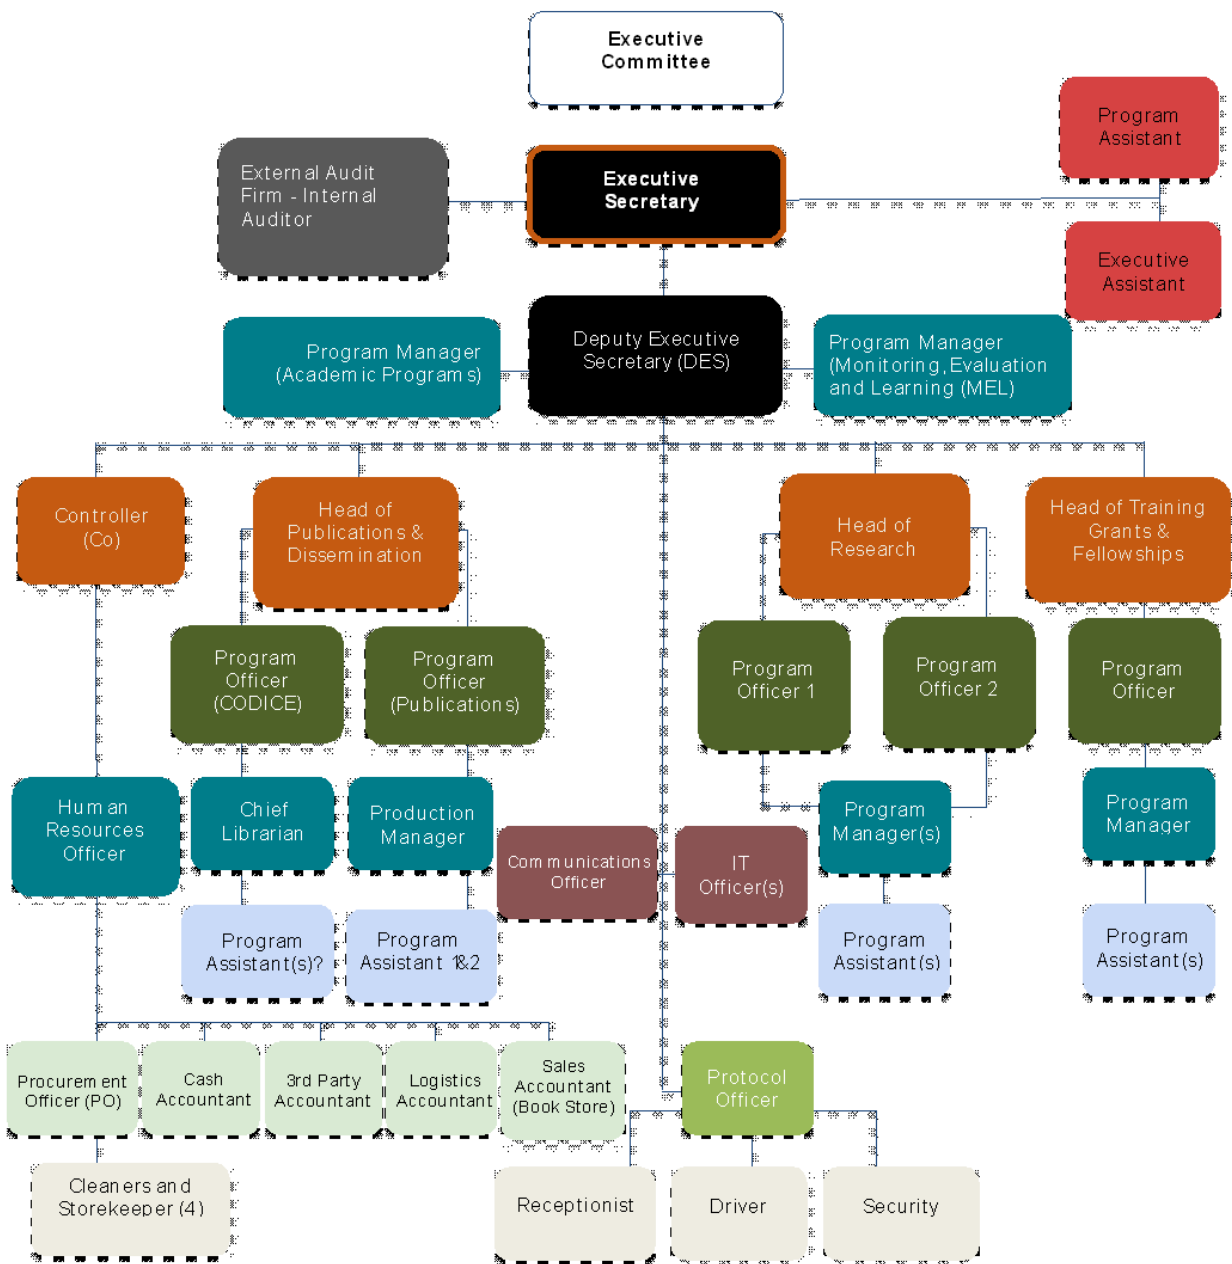 Executive
Committee
Program
Assistant
External Audit
Firm - Internal
Auditor
Executive
Secretary
Executive
Assistant
Program Manager
(Academic Programs)
Deputy Executive
Secretary (DES)
Program Manager
(Monitoring, Evaluation
and Learning (MEL)
Controller
(Co)
Head of
Publications &
Dissemination
Head of
Research
Head of Training
Grants &
Fellowships
Program
Officer
(CODICE)
Program
Officer
(Publications)
Program
Officer 1
Program
Officer 2
Program
Officer
Human
Resources
Officer
Chief
Librarian
Production
Manager
Communications
Officer
IT
Officer(s)
Program
Manager(s)
Program
Manager
Program
Assistant(s)?
Program
Assistant 1&2
Program
Assistant(s)
Program
Assistant(s)
Procurement
Officer (PO)
Cash
Accountant
3rd Party
Accountant
Logistics
Accountant
Sales
Accountant
(Book Store)
Protocol
Officer
Cleaners and
Storekeeper (4)
Receptionist
Driver
Security